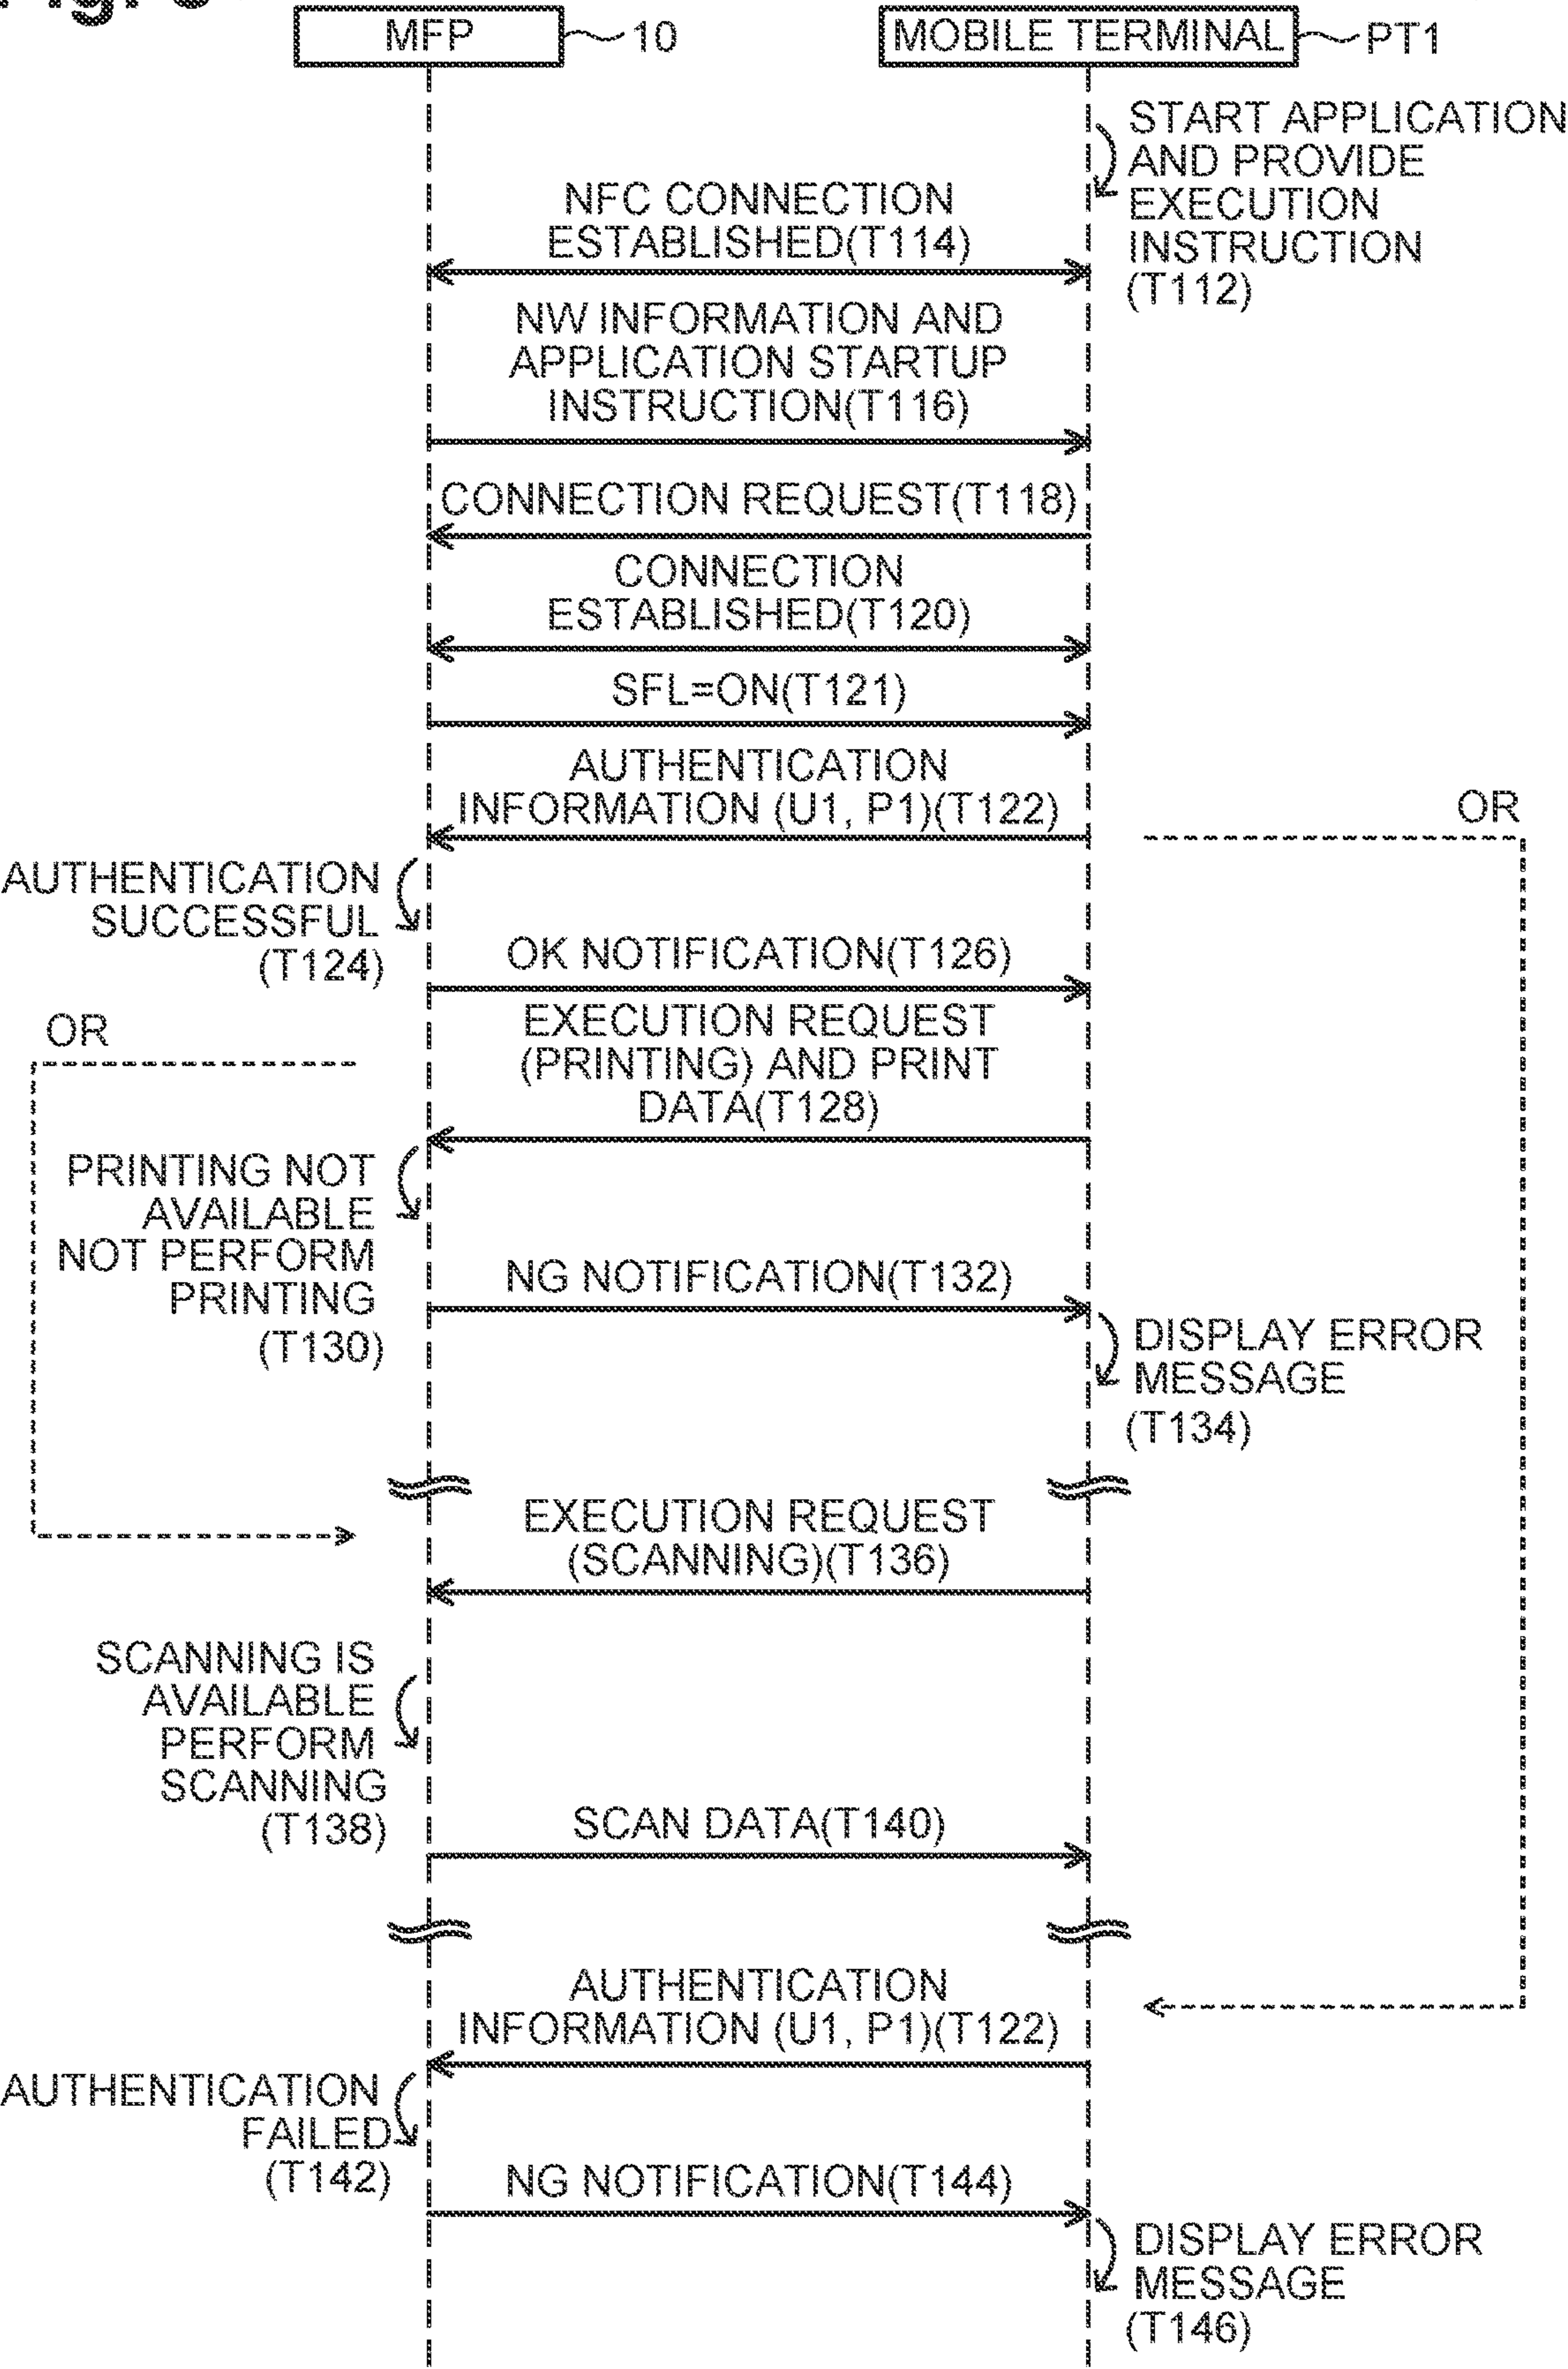 MFP
10
MOBILE TERMINAL
PT1
START APPLICATION
AND PROVIDE
EXECUTION
INSTRUCTION
(T112)
NFC CONNECTION
ESTABLISHED(T114)
NW INFORMATION AND
APPLICATION STARTUP
INSTRUCTION(T116)
CONNECTION REQUEST(T118)
CONNECTION
ESTABLISHED(T120)
SFL=ON(T121)
AUTHENTICATION
INFORMATION (U1, P1)(T122)
OR
AUTHENTICATION
SUCCESSFUL
(T124)
OK NOTIFICATION(T126)
OR
EXECUTION REQUEST
(PRINTING) AND PRINT
DATA(T128)
PRINTING NOT
AVAILABLE
NOT PERFORM
PRINTING
(T130)
NG NOTIFICATION(T132)
DISPLAY ERROR
MESSAGE
(T134)
EXECUTION REQUEST
(SCANNING)(T136)
SCANNING IS
AVAILABLE
PERFORM
SCANNING
(T138)
SCAN DATA(T140)
AUTHENTICATION
INFORMATION (U1, P1)(T122)
AUTHENTICATION
FAILED
(T142)
NG NOTIFICATION(T144)
DISPLAY ERROR
MESSAGE
(T146)